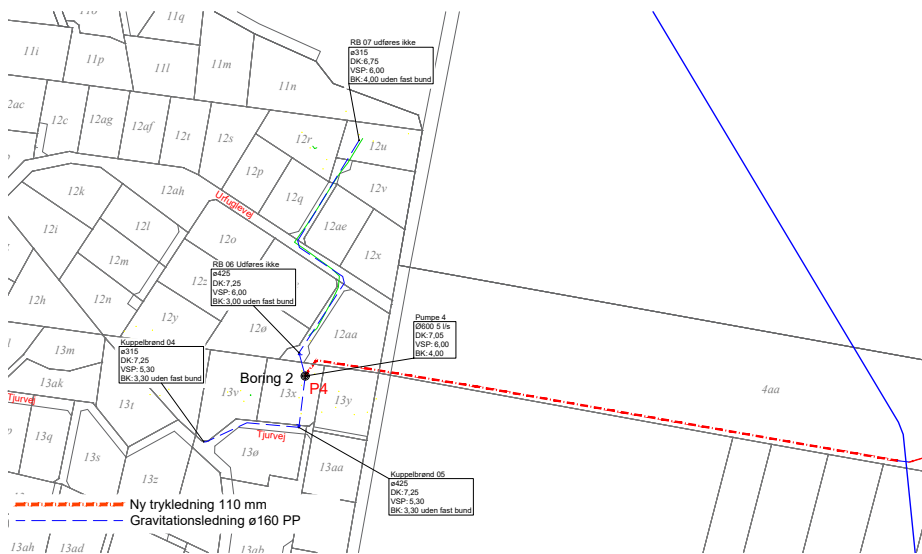 11u
11q
11i
11p
11l
11m
11n
RB 07 udføres ikke
ø315
DK:6,75
VSP: 6,00
BK: 4,00 uden fast bund
12ac
12c
12ag
12af
12t
12s
12r
12u
12p
12v
12q
12k
12ah
Urfuglevej
12ae
12i
12l
12o
12x
12m
RB 06 Udføres ikke
ø425
DK:7,25
VSP: 6,00
BK: 3,00 uden fast bund
12h
12n
12y
12ø
12aa
Pumpe 4
Ø600 5 l/s
DK:7,05
VSP: 6,00
BK: 4,00
Kuppelbrønd 04
ø315
DK:7,25
VSP: 5,30
BK: 3,30 uden fast bund
13m
13ak
Boring 2
P4
4aa
Tjurvej
13t
13v
13x
13y
13q
Tjurvej
13s
13ø
13aa
13z
Kuppelbrønd 05
ø425
DK:7,25
VSP: 5,30
BK: 3,30 uden fast bund
Ny trykledning 110 mm
Gravitationsledning ø160 PP
13ah
13ad
13ab